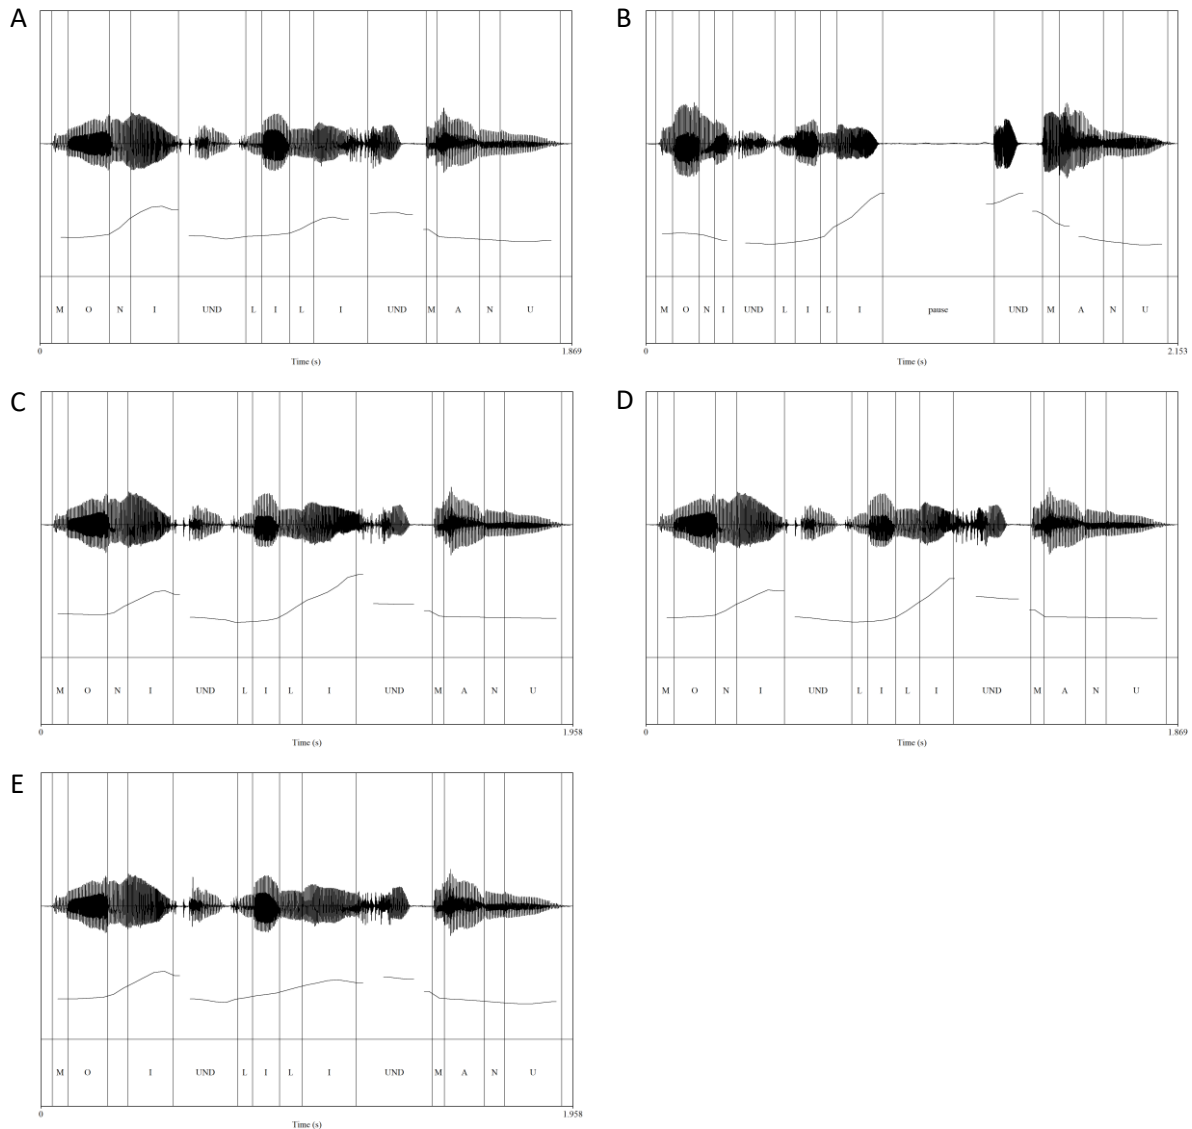 A
M O N I UND L I L I UND M A N U
0 1.869
Time (s)
B
M O N I UND L I L I pause UND M A N U
0 2.153
Time (s)
C
M O N I UND L I L I UND M A N U
0 1.958
Time (s)
D
M O N I UND L I L I UND M A N U
0 1.869
Time (s)
E
M O I UND L I L I UND M A N U
0 1.958
Time (s)